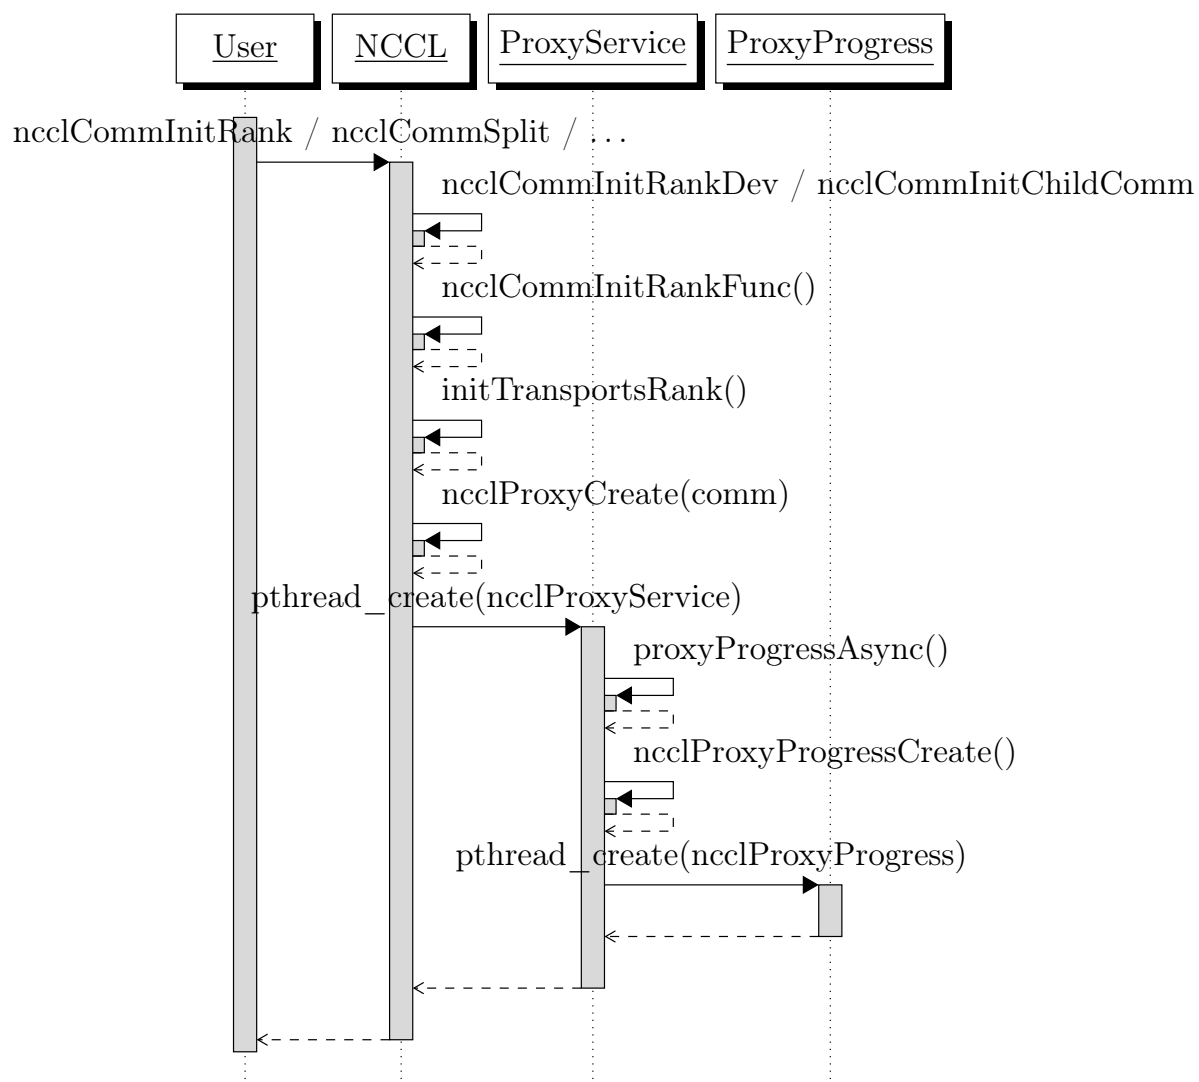 User NCCL ProxyService ProxyProgress
ncclCommInitRank / ncclCommSplit / ...
ncclCommInitRankDev / ncclCommInitChildComm
ncclCommInitRankFunc()
initTransportsRank()
ncclProxyCreate(comm)
pthread_create(ncclProxyService)
proxyProgressAsync()
ncclProxyProgressCreate()
pthread_create(ncclProxyProgress)